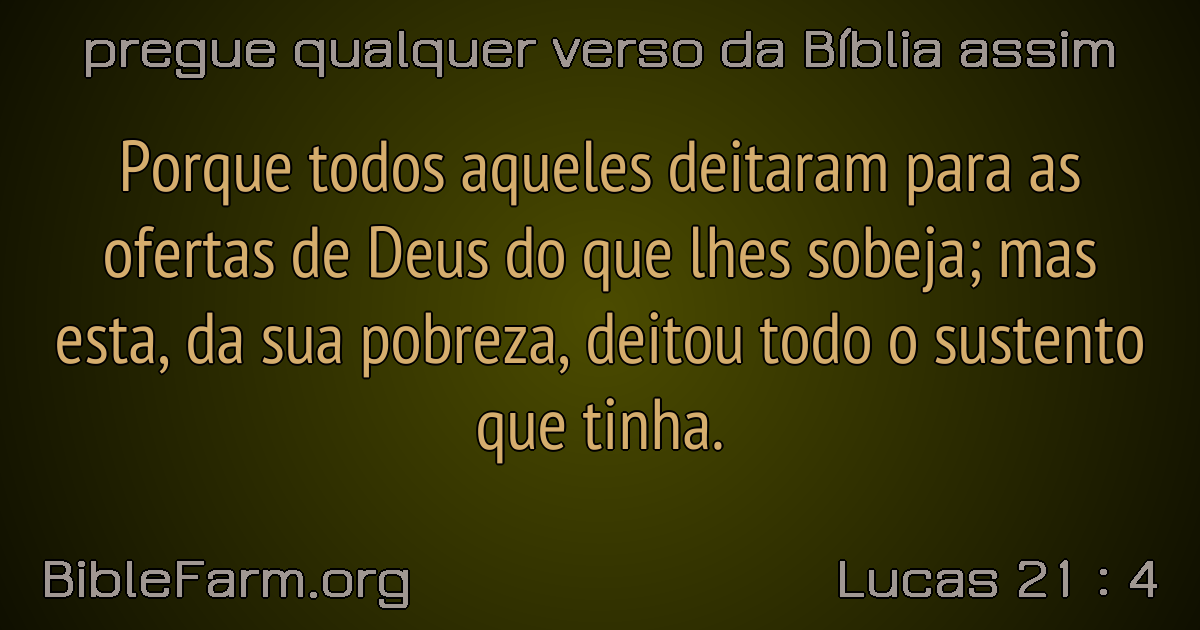 pregue qualquer verso da Bíblia assim
Porque todos aqueles deitaram para as
ofertas de Deus do que lhes sobeja; mas
esta, da sua pobreza, deitou todo o sustento
que tinha.
BibleFarm.org
Lucas 21 : 4